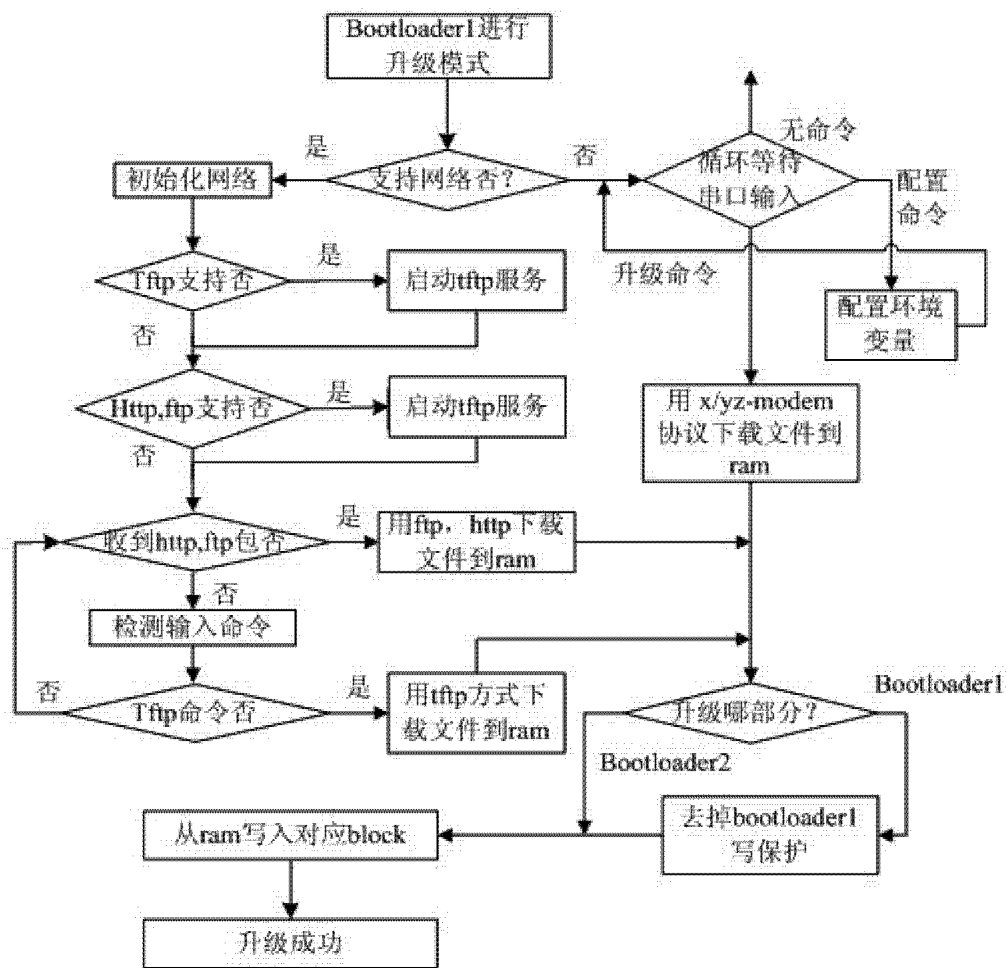 Bootloader1进行
升级模式
是
支持网络否?
否
无命令
循环等待
串口输入
配置
命令
初始化网络
Tftp支持否
是
启动tftp服务
否
升级命令
配置环境
变量
Http,ftp支持否
是
启动tftp服务
否
用 x/yz-modem
协议下载文件到
ram
收到http,ftp包否
是
用ftp，http下载
文件到ram
否
检测输入命令
否
Tftp命令否
是
用tftp方式下
载文件到ram
升级哪部分?
Bootloader1
Bootloader2
去掉bootloader1
写保护
从ram写入对应block
升级成功